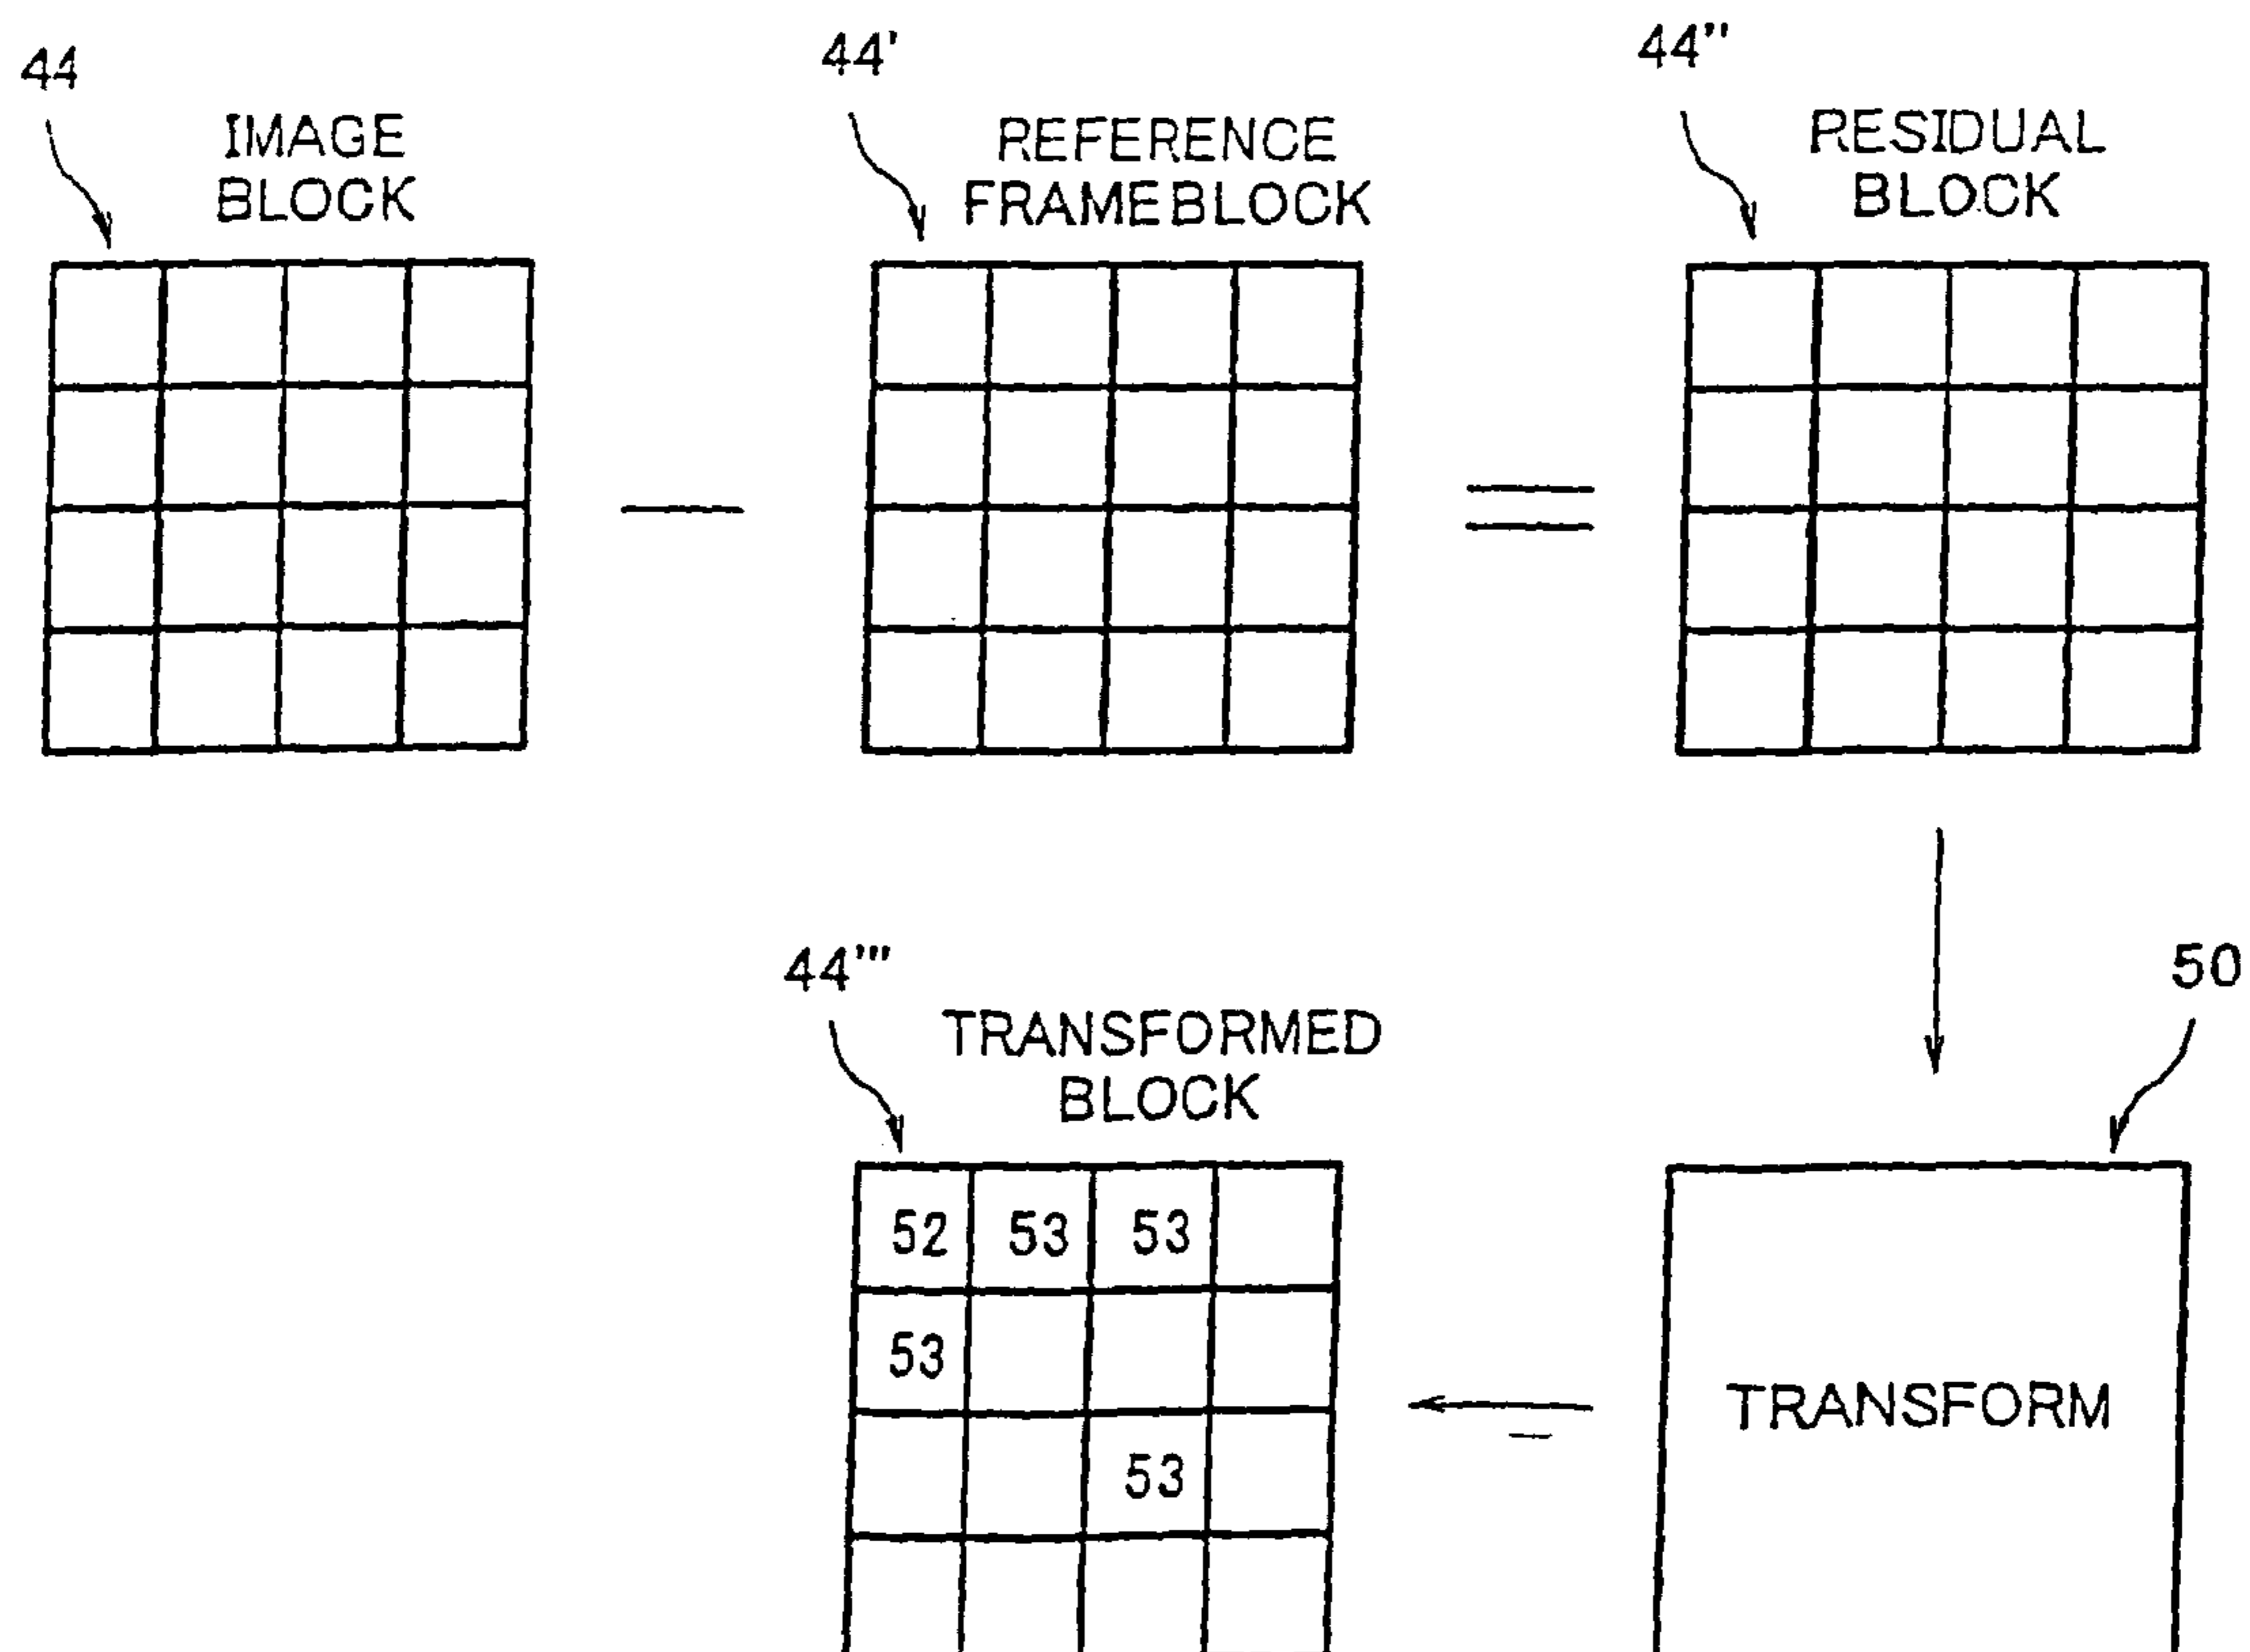 44
IMAGE
BLOCK
44'
REFERENCE
FRAME BLOCK
44''
RESIDUAL
BLOCK
44'''
TRANSFORMED
BLOCK
52 53 53
53
53
50
TRANSFORM